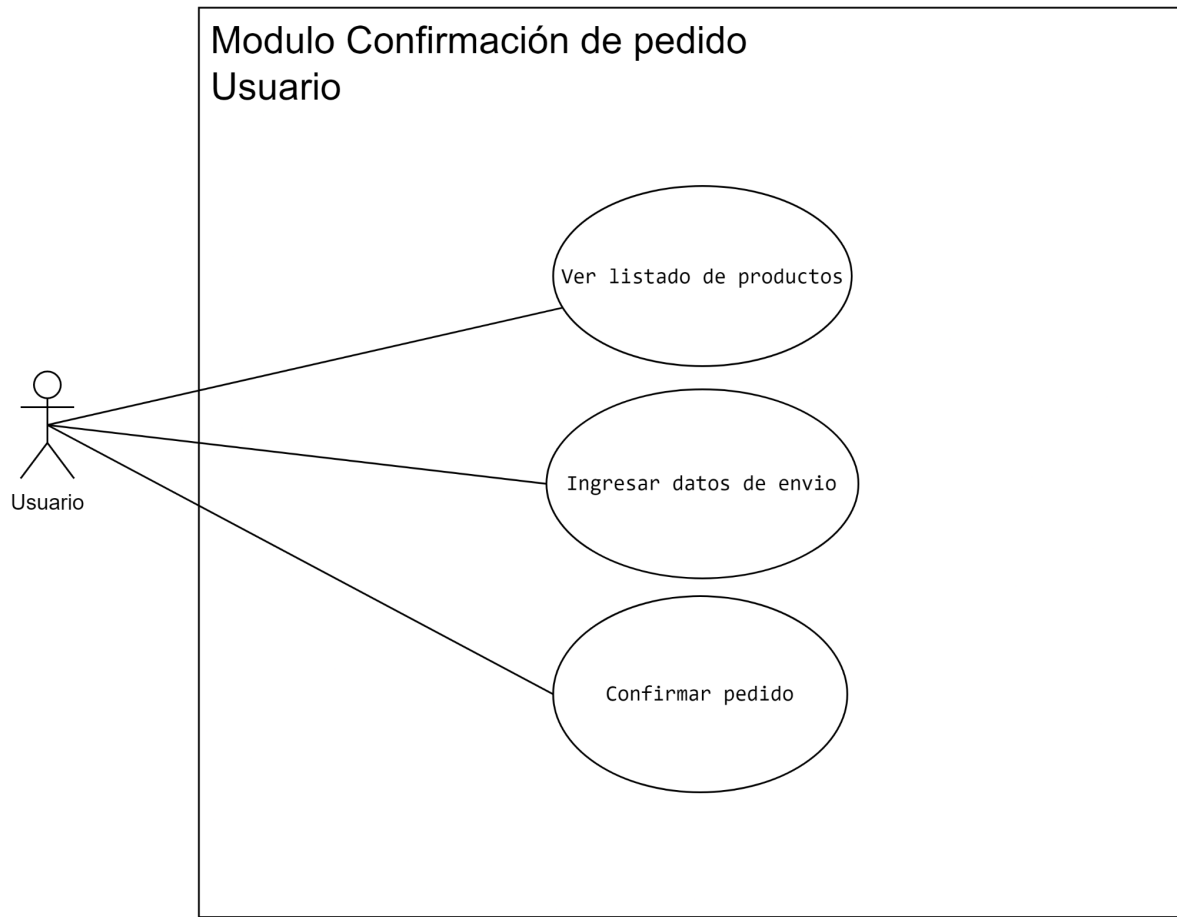 Modulo Confirmación de pedido
Usuario
Ver listado de productos
Usuario
Ingresar datos de envio
Confirmar pedido